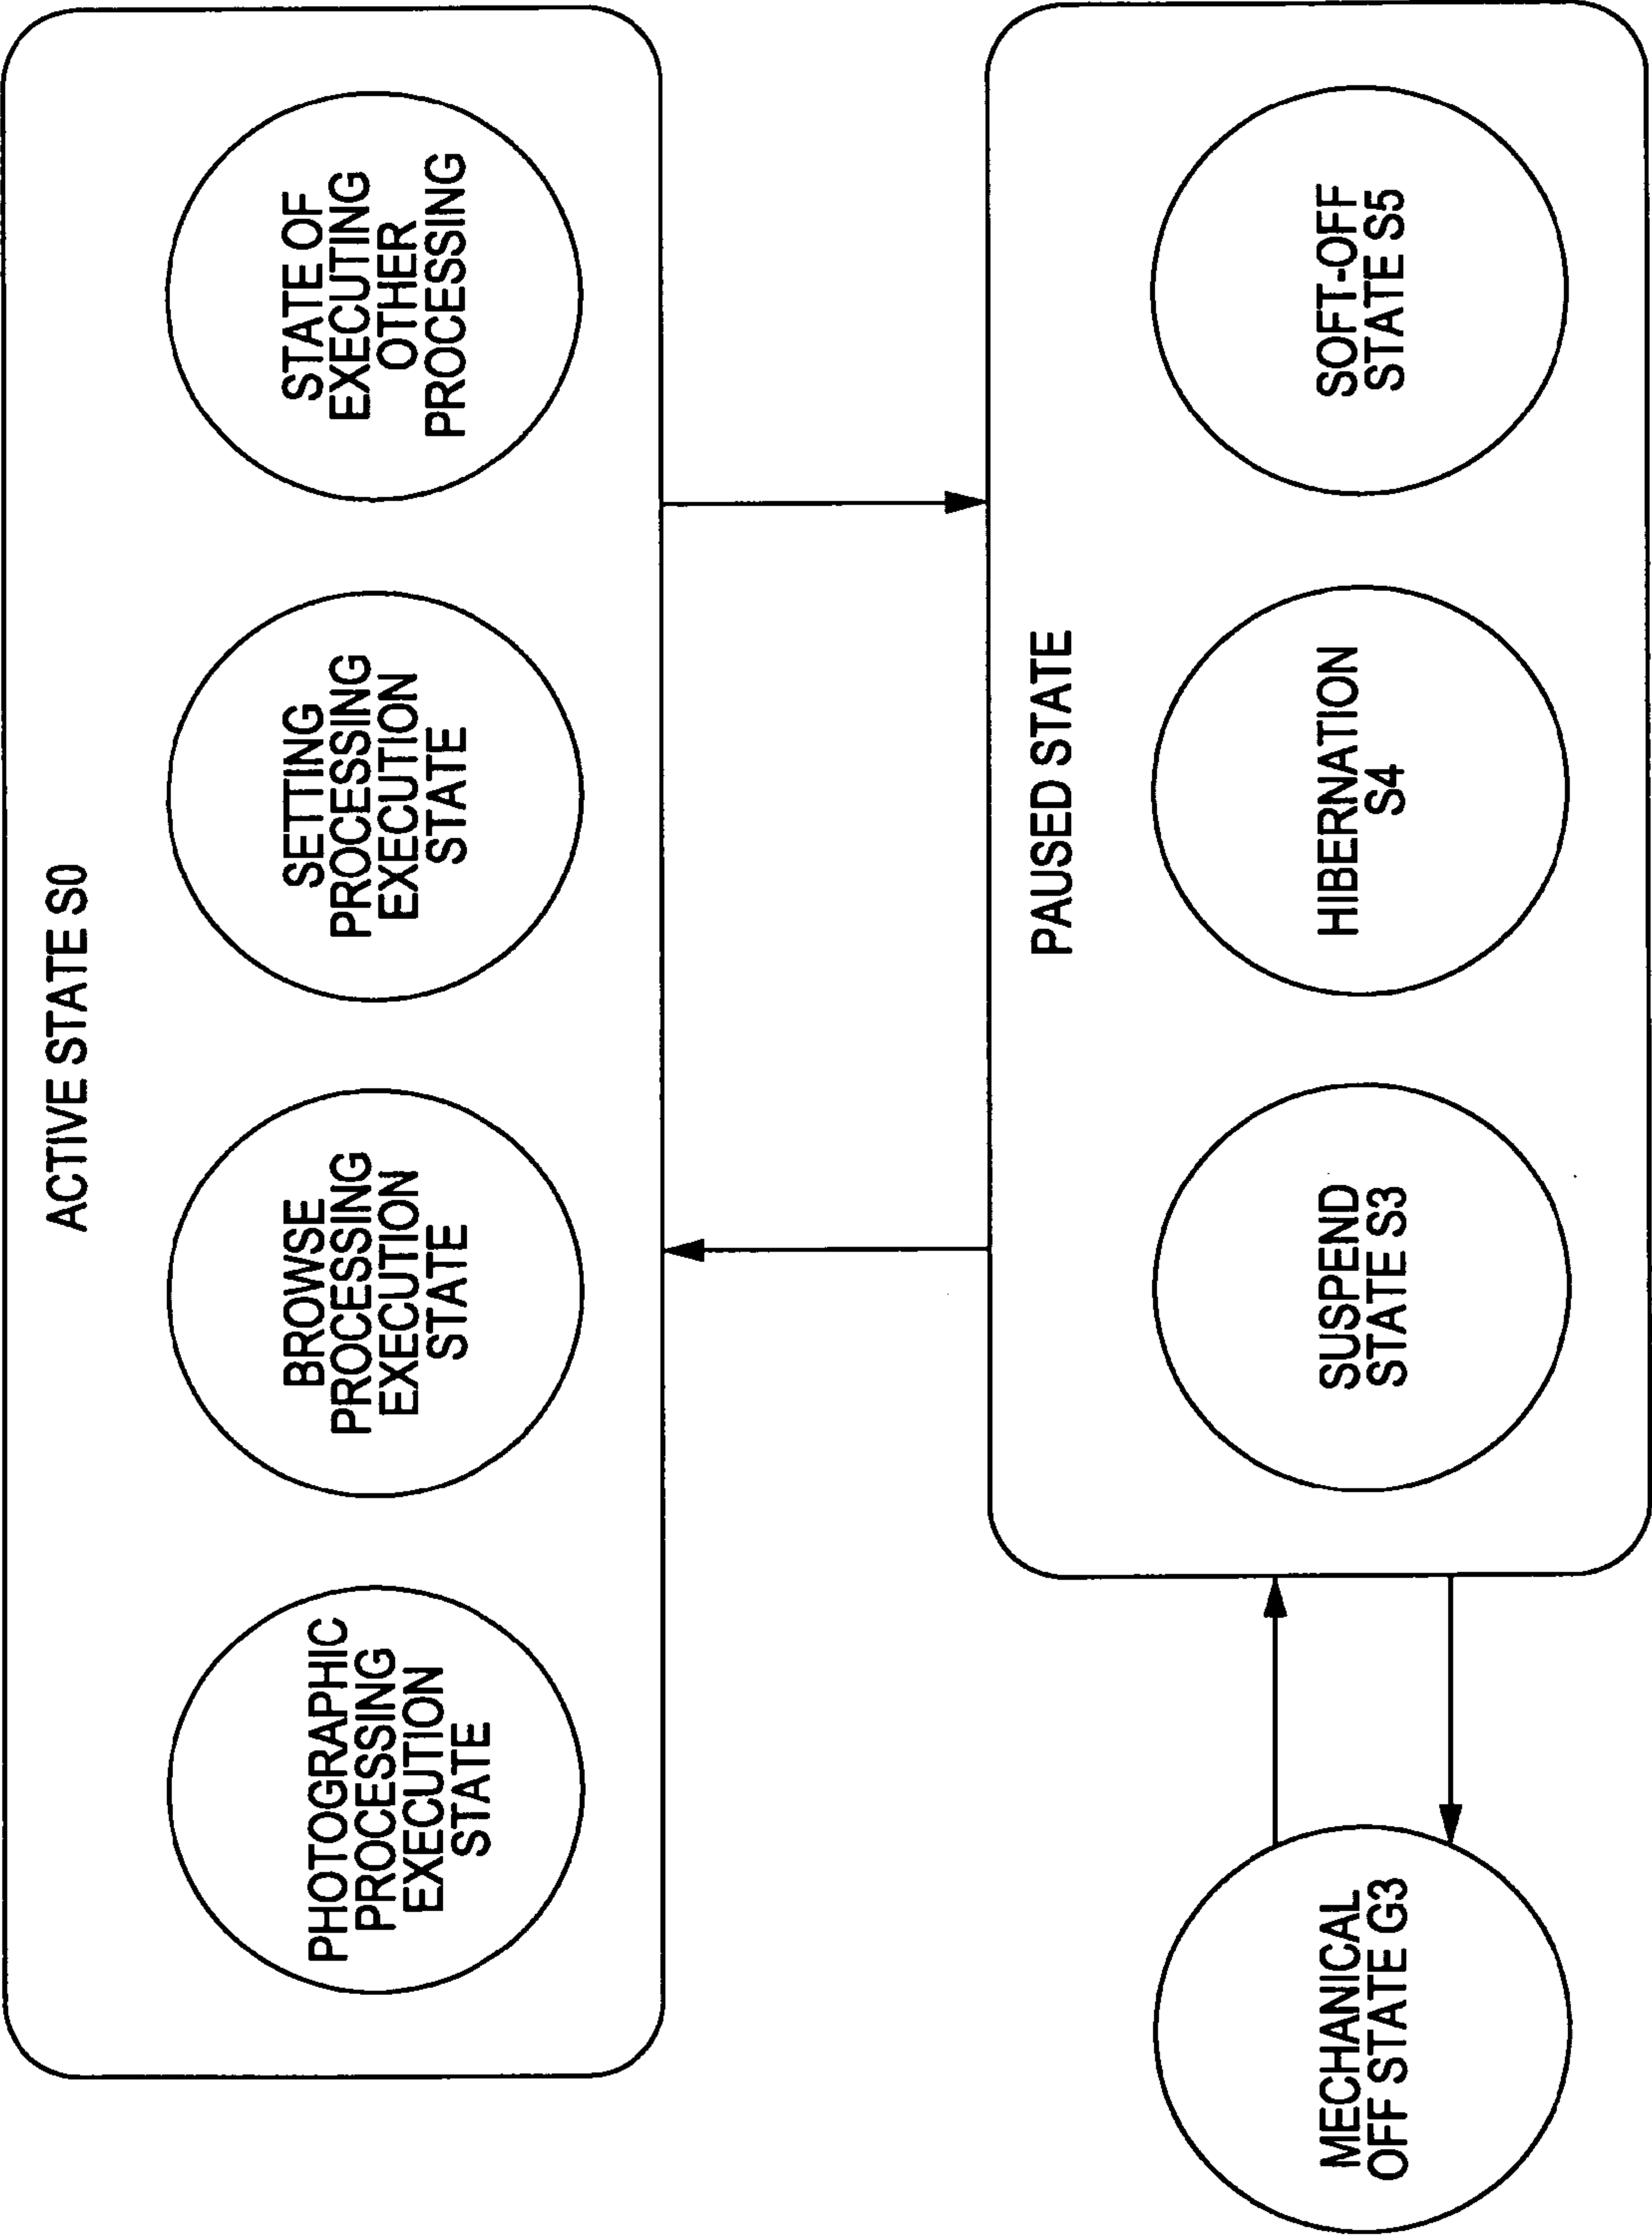 ACTIVE STATE S0
PHOTOGRAPHIC
PROCESSING
EXECUTION
STATE
BROWSE
PROCESSING
EXECUTION
STATE
SETTING
PROCESSING
EXECUTION
STATE
STATE OF
EXECUTING
OTHER
PROCESSING
PAUSED STATE
MECHANICAL
OFF STATE G3
SUSPEND
STATE S3
HIBERNATION
S4
SOFT-OFF
STATE S5